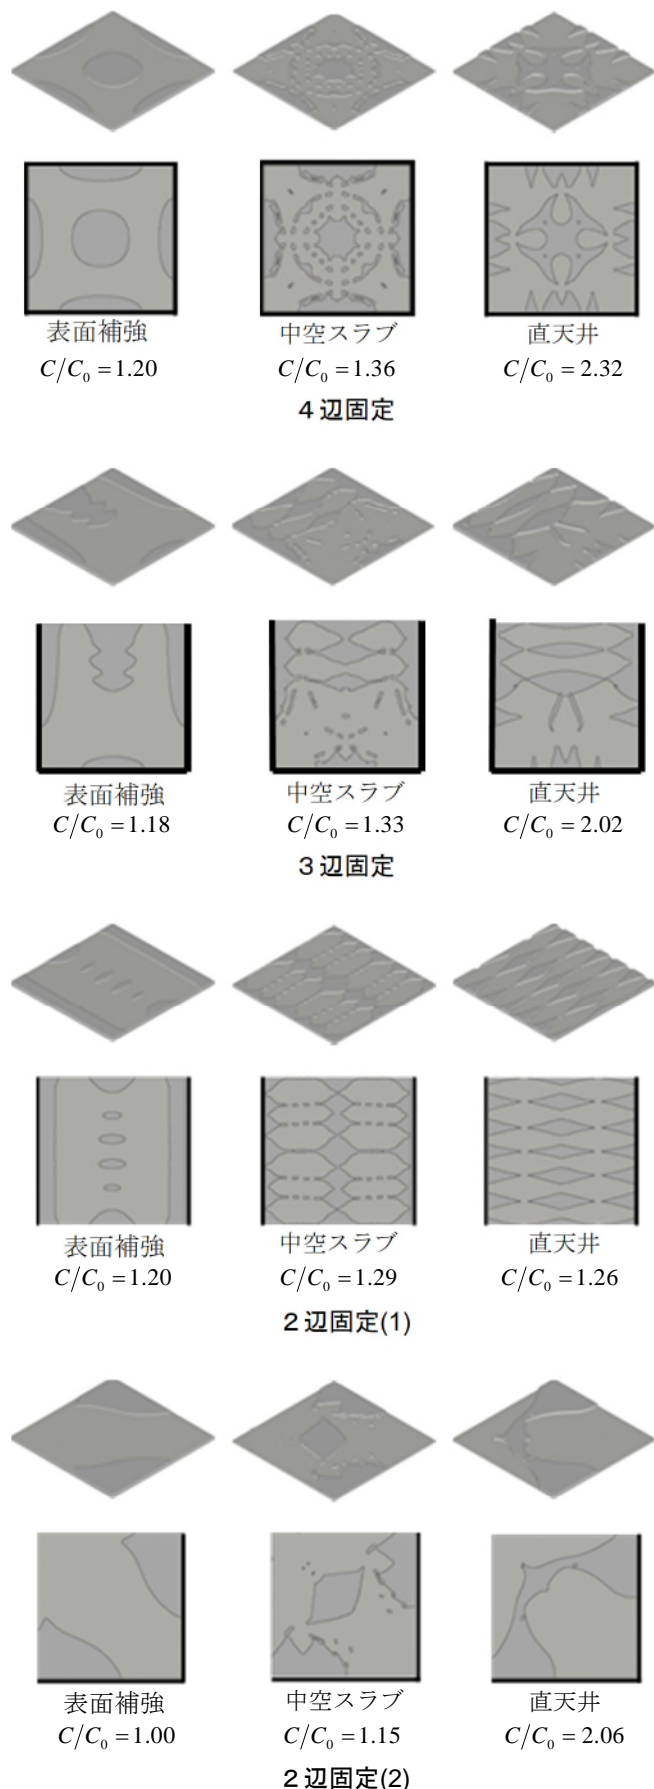 表面補強 中空スラブ 直天井
C/C₀ = 1.20 C/C₀ = 1.36 C/C₀ = 2.32
4辺固定
表面補強 中空スラブ 直天井
C/C₀ = 1.18 C/C₀ = 1.33 C/C₀ = 2.02
3辺固定
表面補強 中空スラブ 直天井
C/C₀ = 1.20 C/C₀ = 1.29 C/C₀ = 1.26
2辺固定(1)
表面補強 中空スラブ 直天井
C/C₀ = 1.00 C/C₀ = 1.15 C/C₀ = 2.06
2辺固定(2)